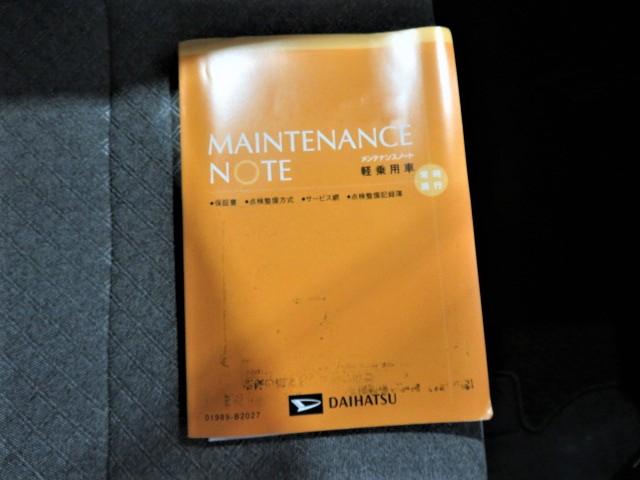 MAINTENANCE
NOTE
メンテナンスノート
軽乗用車
常時
携行
•保証書 •点検整備方式 •サービス網 •点検整備記録簿
01989-B2027
DAIHATSU